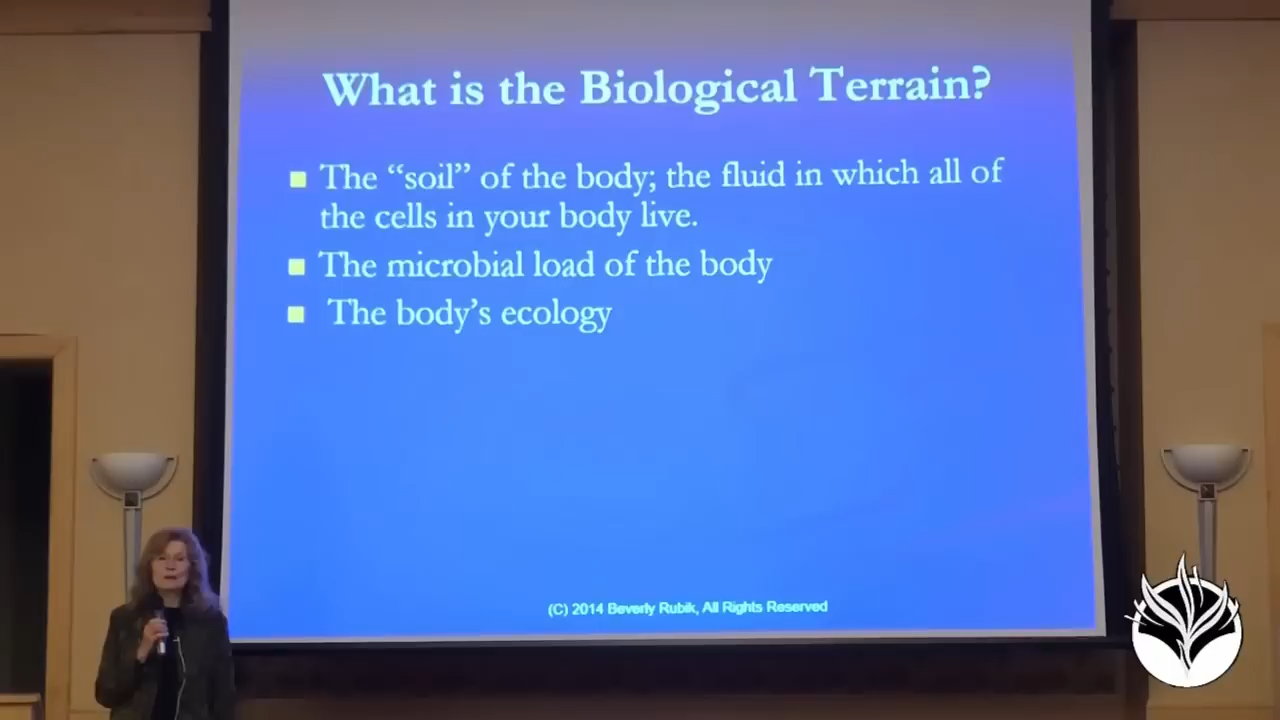 What is the Biological Terrain?
The “soil” of the body; the fluid in which all of
the cells in your body live.
The microbial load of the body
The body’s ecology
(C) 2014 Beverly Rubik, All Rights Reserved